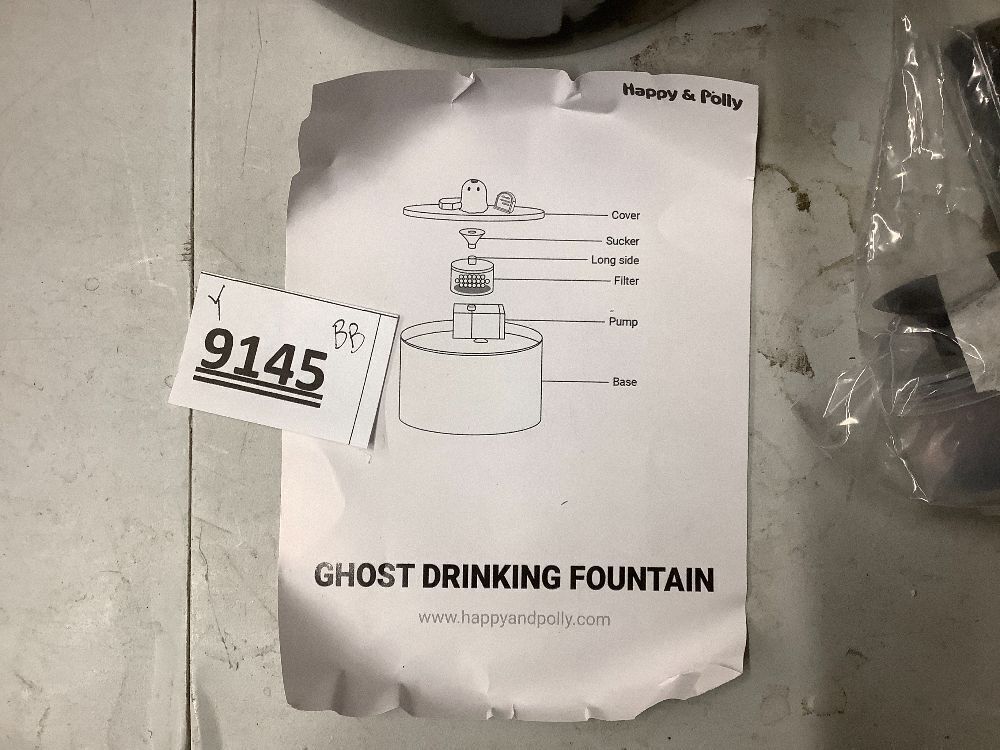 Happy & Polly
Cover
Sucker
Long side
Filter
Pump
Base
Y
BB
9145
GHOST DRINKING FOUNTAIN
www.happyandpolly.com